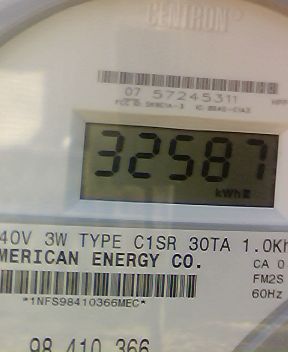 CENTRON®
07 57245311
32587
kWh
40V 3W TYPE C1SR 30TA 1.0Kh
MERICAN ENERGY CO.
CA 0
FM2S
60Hz
*1NFS98410366MEC*
98 410 366